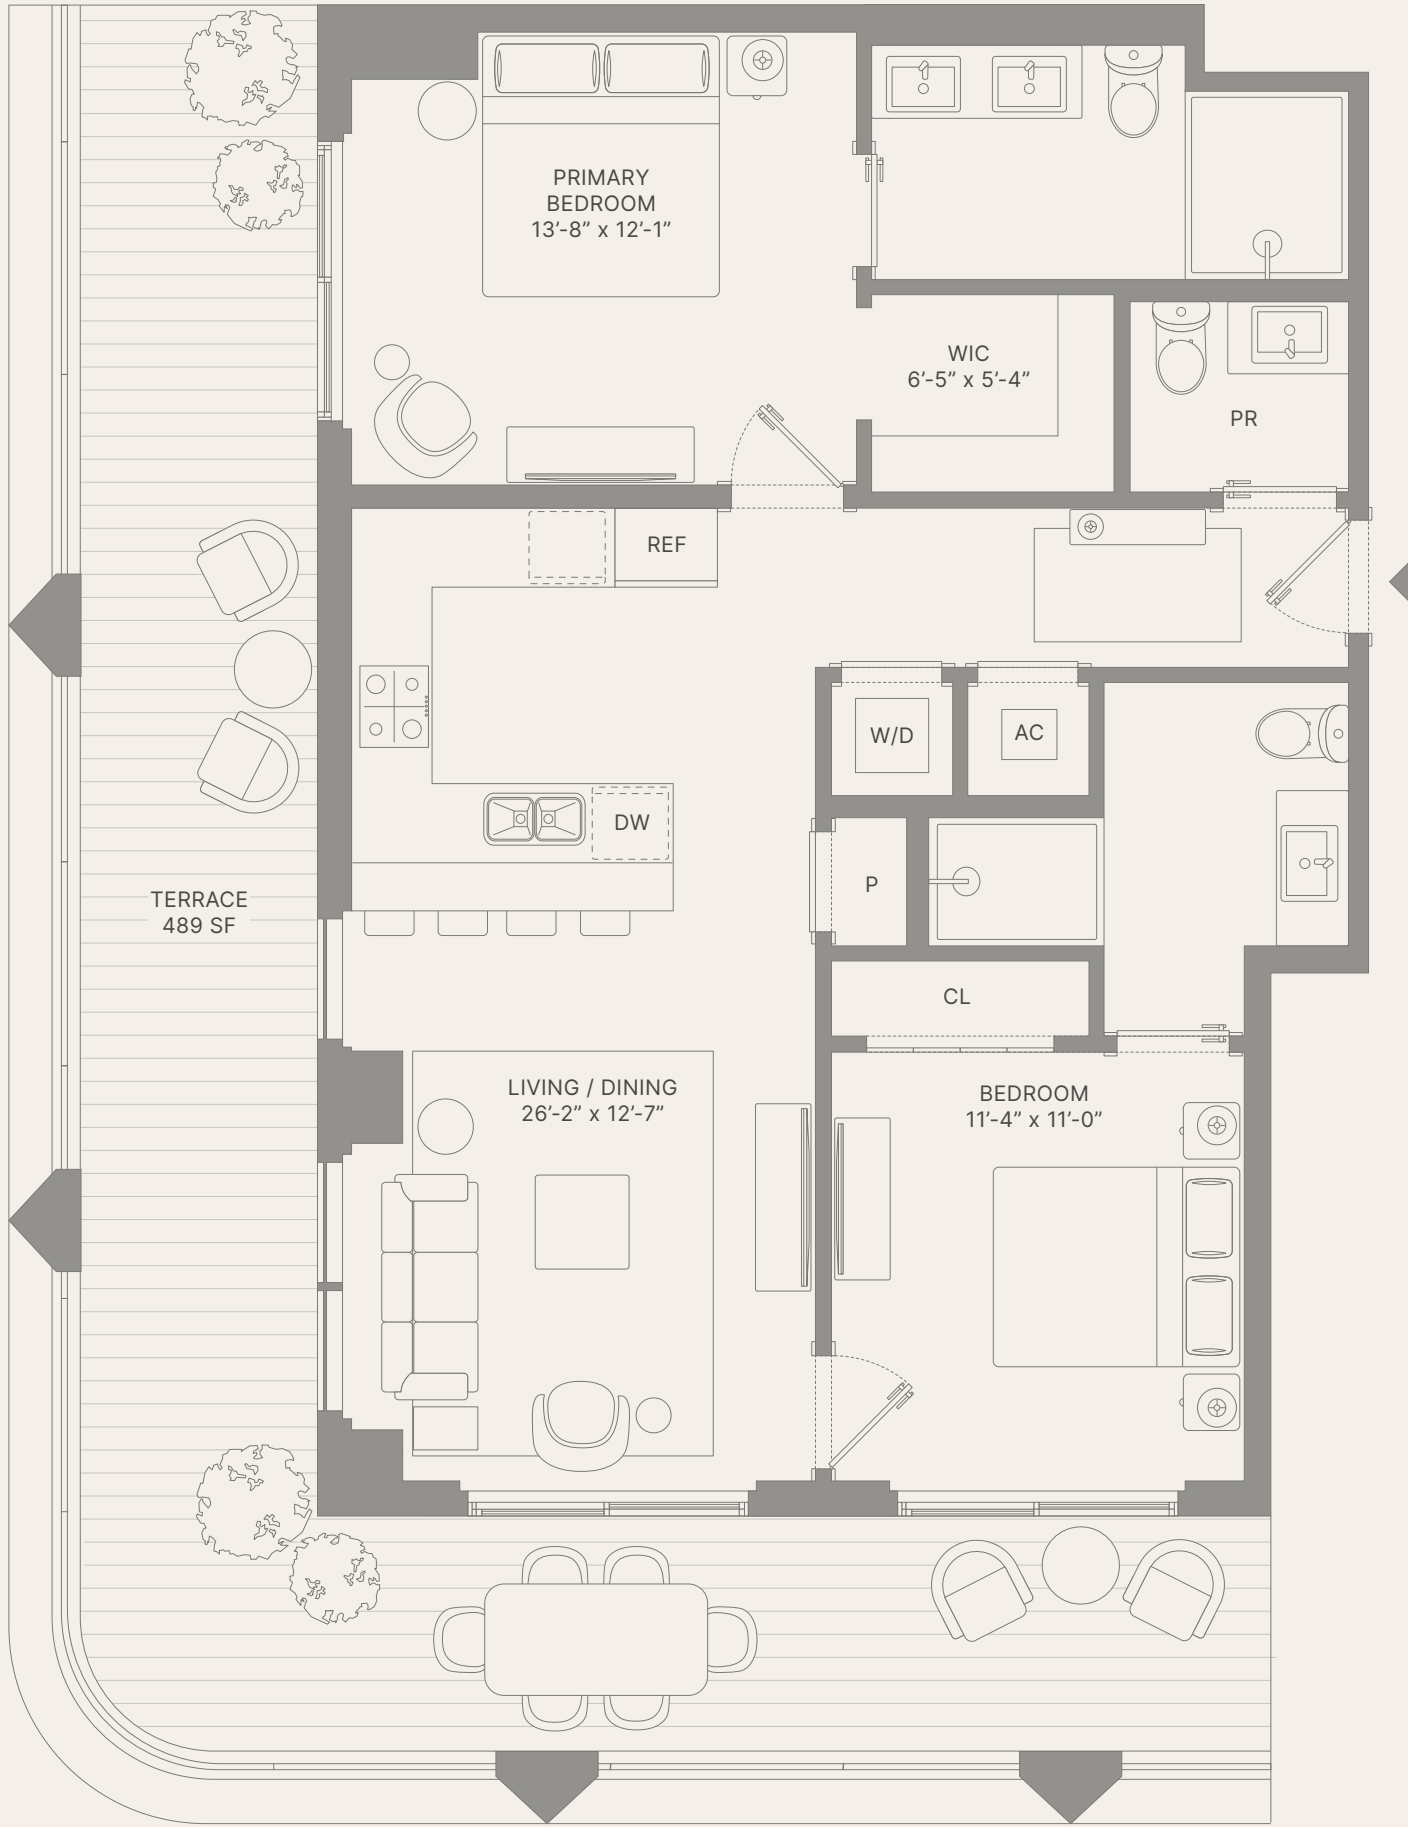 PRIMARY
BEDROOM
13’-8” x 12’-1”
WIC
6’-5” x 5’-4”
PR
REF
W/D
AC
DW
P
TERRACE
489 SF
CL
LIVING / DINING
26’-2” x 12’-7”
BEDROOM
11’-4” x 11’-0”